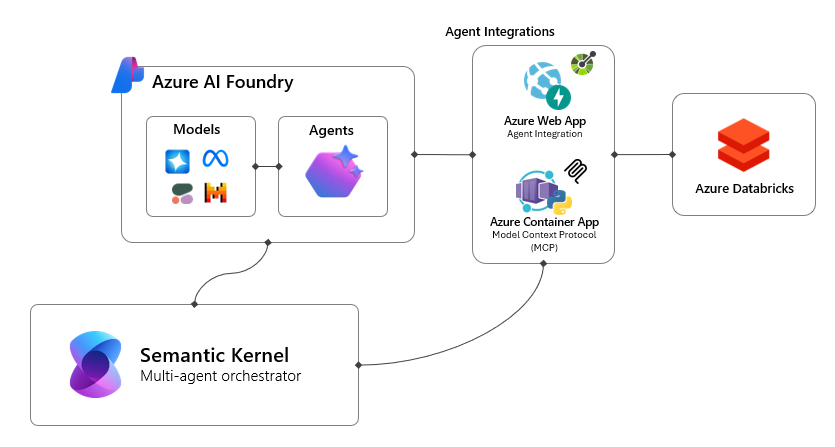 Agent Integrations
Azure AI Foundry
Models
Agents
Azure Web App
Agent Integration
Azure Container App
Model Context Protocol
(MCP)
Azure Databricks
Semantic Kernel
Multi-agent orchestrator